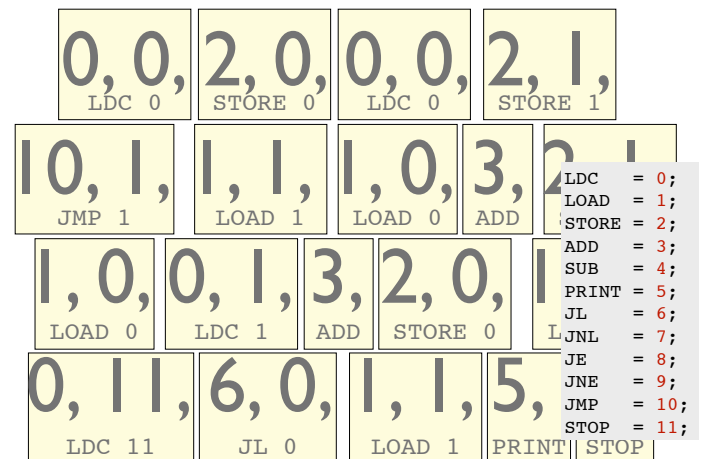 0, 0, 2, 0, 0, 0, 2, 1,
LDC 0 STORE 0 LDC 0 STORE 1
10, 1, 1, 1, 1, 0, 3,
JMP 1 LOAD 1 LOAD 0 ADD
1, 0, 0, 1, 3, 2, 0,
LOAD 0 LDC 1 ADD STORE 0
0, 11, 6, 0, 1, 1, 5,
LDC 11 JL 0 LOAD 1 PRINT STOP
LDC = 0;
LOAD = 1;
STORE = 2;
ADD = 3;
SUB = 4;
PRINT = 5;
JL = 6;
JNL = 7;
JE = 8;
JNE = 9;
JMP = 10;
STOP = 11;